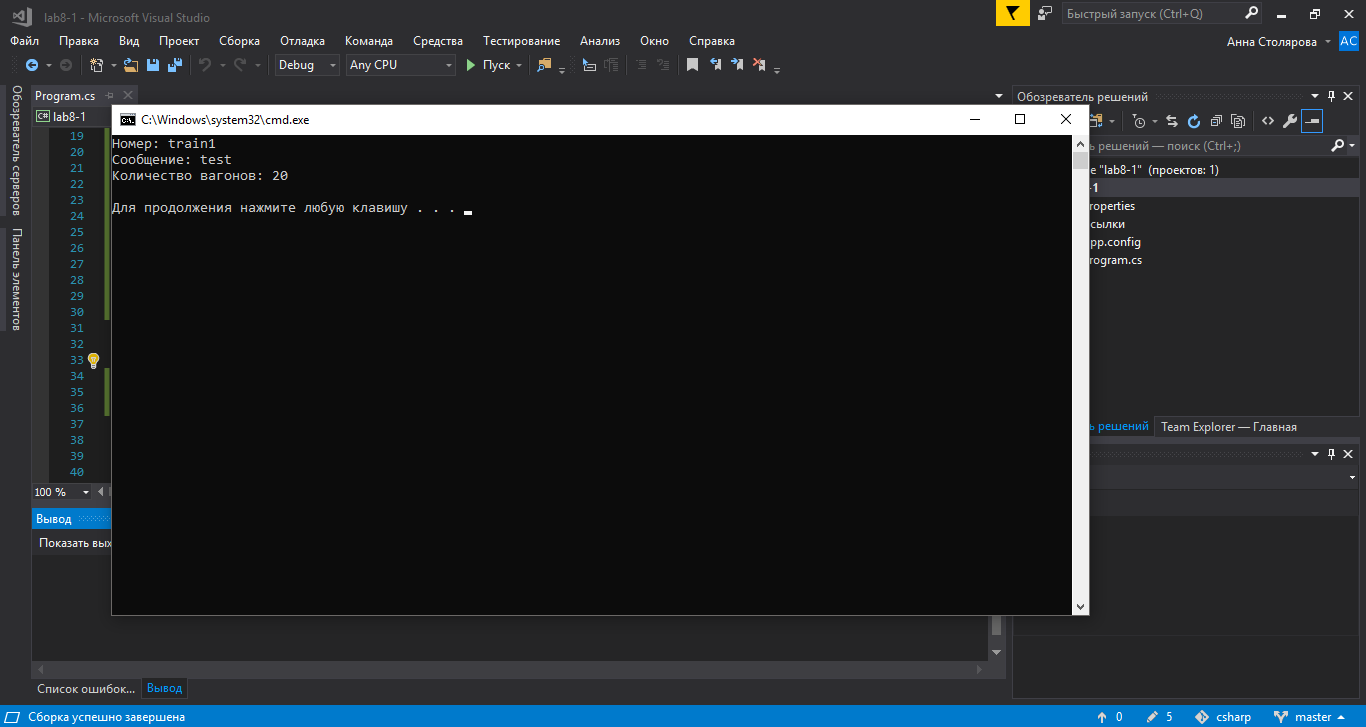 lab8-1 - Microsoft Visual Studio
Быстрый запуск (Ctrl+Q)
Файл Правка Вид Проект Сборка Отладка Команда Средства Тестирование Анализ Окно Справка
Анна Столярова AC
Debug Any CPU Пуск
Обозреватель серверов
Панель элементов
Program.cs
C# lab8-1
19
20
21
22
23
24
25
26
27
28
29
30
31
32
33
34
35
36
37
38
39
40
100 %
C:\Windows\system32\cmd.exe
Номер: train1
Сообщение: test
Количество вагонов: 20
Для продолжения нажмите любую клавишу . . .
Обозреватель решений
ь решений — поиск (Ctrl+;)
е "lab8-1" (проектов: 1)
-1
roperties
сылки
pp.config
rogram.cs
ь решений Team Explorer — Главная
Вывод
Показать вых
Список ошибок... Вывод
Сборка успешно завершена
0 5 csharp master